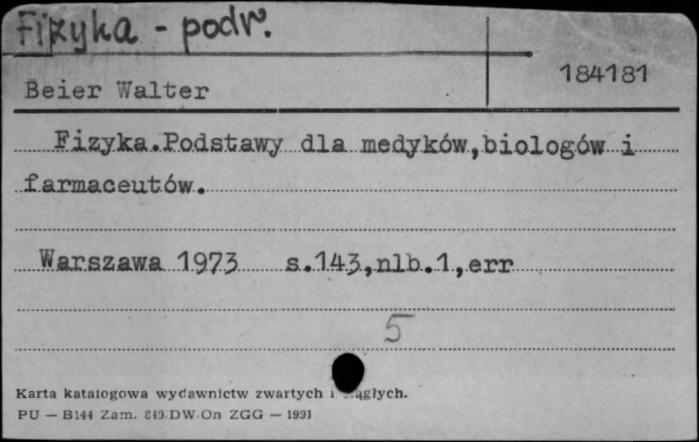 Fizyka - podr.
184181
Beier Walter
Fizyka.Podstawy dla medyków,biologów i
farmaceutów.
Warszawa 1973 s.143,nlb.1,err
5
Karta katalogowa wydawnictw zwartych i ciągłych.
PU — B144 Zam. 819 DW On ZGG — 1991